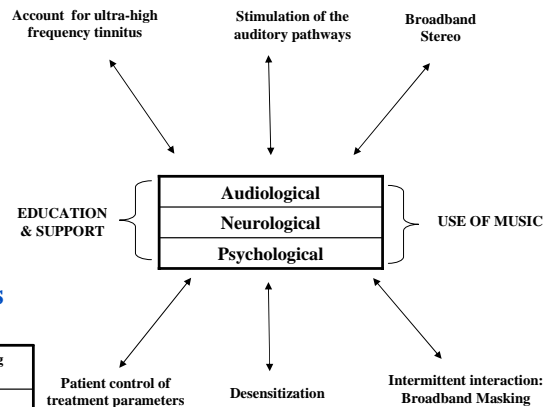 Account for ultra-high
frequency tinnitus
Stimulation of the
auditory pathways
Broadband
Stereo
EDUCATION
& SUPPORT
Audiological
Neurological
Psychological
USE OF MUSIC
Patient control of
treatment parameters
Desensitization
Intermittent interaction:
Broadband Masking